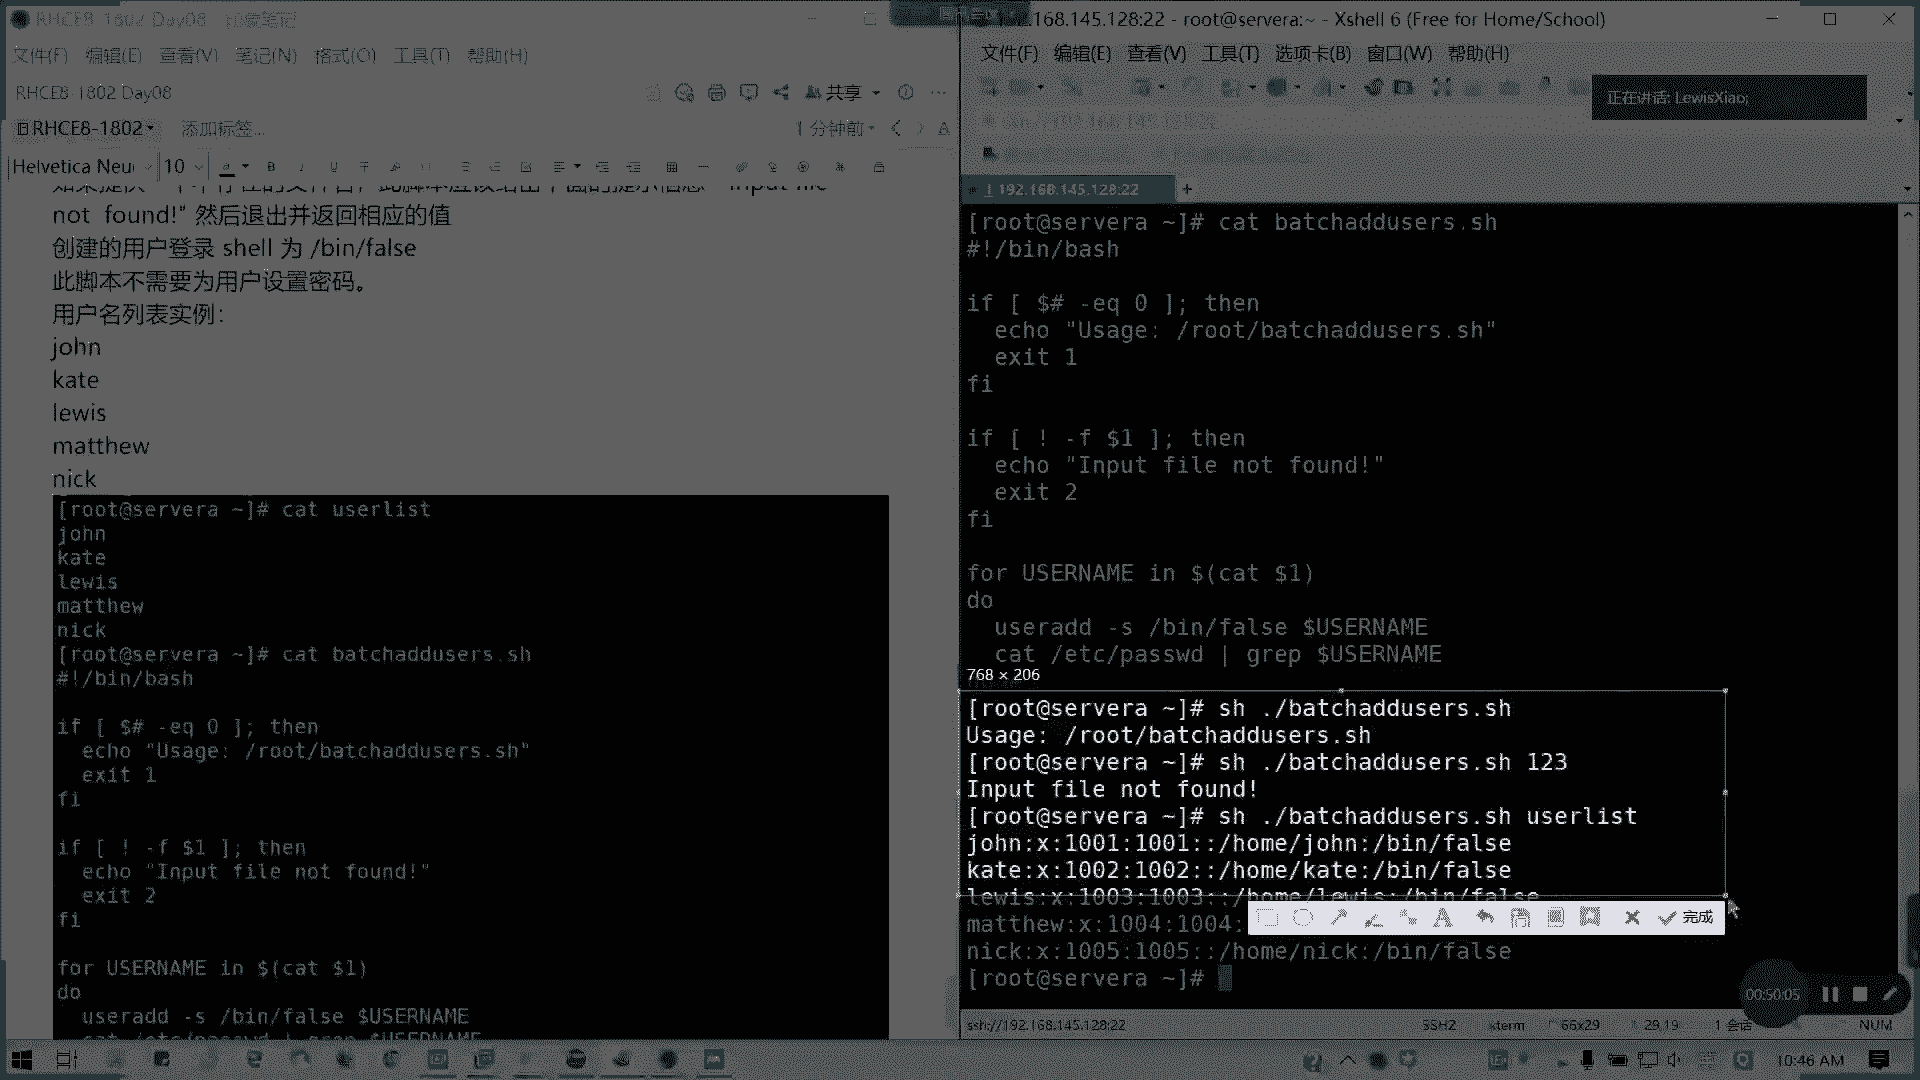 RHCE8-1802 Day08 - 印象笔记
文件(F) 编辑(E) 查看(V) 笔记(N) 格式(O) 工具(T) 帮助(H)
RHCE8-1802 Day08
共享
RHCE8-1802
添加标签...
1 分钟前
Helvetica Neu
10
not found!" 然后退出并返回相应的值
创建的用户登录 shell 为 /bin/false
此脚本不需要为用户设置密码。
用户名列表实例：
john
kate
lewis
matthew
nick
[root@servera ~]# cat userlist
john
kate
lewis
matthew
nick
[root@servera ~]# cat batchaddusers.sh
#!/bin/bash
if [ $# -eq 0 ]; then
echo "Usage: /root/batchaddusers.sh"
exit 1
fi
if [ ! -f $1 ]; then
echo "Input file not found!"
exit 2
fi
for USERNAME in $(cat $1)
do
useradd -s /bin/false $USERNAME
cat /etc/passwd | grep $USERNAME
.168.145.128:22 - root@servera:~ - Xshell 6 (Free for Home/School)
文件(F) 编辑(E) 查看(V) 工具(T) 选项卡(B) 窗口(W) 帮助(H)
正在讲话: LewisXiao;
1 192.168.145.128:22
[root@servera ~]# cat batchaddusers.sh
#!/bin/bash
if [ $# -eq 0 ]; then
echo "Usage: /root/batchaddusers.sh"
exit 1
fi
if [ ! -f $1 ]; then
echo "Input file not found!"
exit 2
fi
for USERNAME in $(cat $1)
do
useradd -s /bin/false $USERNAME
cat /etc/passwd | grep $USERNAME
768 × 206
[root@servera ~]# sh ./batchaddusers.sh
Usage: /root/batchaddusers.sh
[root@servera ~]# sh ./batchaddusers.sh 123
Input file not found!
[root@servera ~]# sh ./batchaddusers.sh userlist
john:x:1001:1001::/home/john:/bin/false
kate:x:1002:1002::/home/kate:/bin/false
lewis:x:1003:1003::/home/lewis:/bin/false
matthew:x:1004:1004:
完成
nick:x:1005:1005::/home/nick:/bin/false
[root@servera ~]#
00:50:05
ssh://192.168.145.128:22
SSH2
xterm
66x29
29,19
1 会话
NUM
10:46 AM